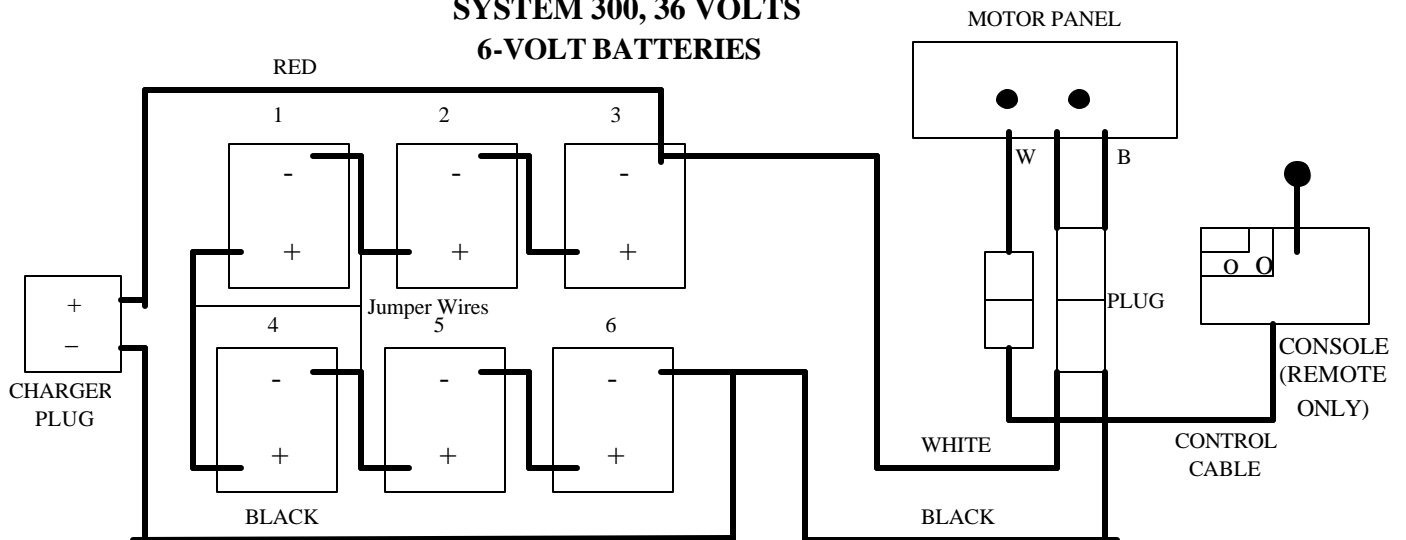 SYSTEM 300, 36 VOLTS
6-VOLT BATTERIES
MOTOR PANEL
RED
1 2 3
- - -
W B
+ + +
O O
+
Jumper Wires
PLUG
4 5 6
–
CONSOLE
(REMOTE
ONLY)
- - -
CHARGER
PLUG
+ + +
WHITE
CONTROL
CABLE
BLACK BLACK